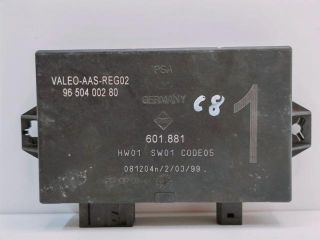 VALEO-AAS-REG02
96 504 002 80
PSA
GERMANY
C8
1
601.881
HW01 SW01 CODE05
081204n/2/03/99